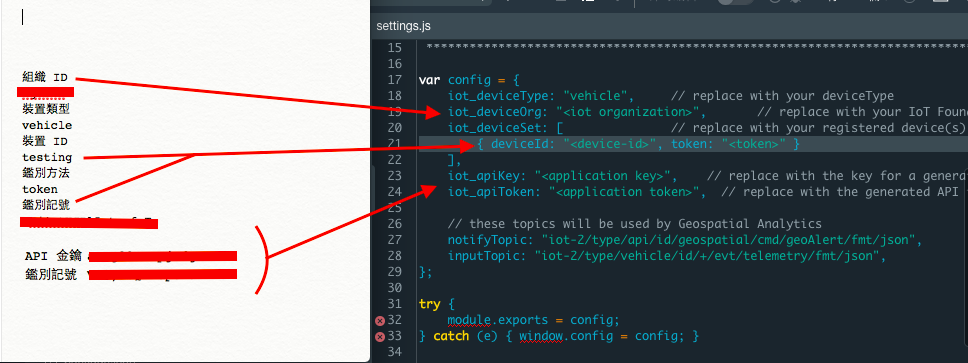 組織 ID
裝置類型
vehicle
裝置 ID
testing
鑑別方法
token
鑑別記號
API 金鑰
鑑別記號
settings.js
15 ******************************************************************************
16
17 var config = {
18 iot_deviceType: "vehicle", // replace with your deviceType
19 iot_deviceOrg: "<iot organization>", // replace with your IoT Foun
20 iot_deviceSet: [ // replace with your registered device(s)
21 { deviceId: "<device-id>", token: "<token>" }
22 ],
23 iot_apiKey: "<application key>", // replace with the key for a genera
24 iot_apiToken: "<application token>", // replace with the generated API
25
26 // these topics will be used by Geospatial Analytics
27 notifyTopic: "iot-2/type/api/id/geospatial/cmd/geoAlert/fmt/json",
28 inputTopic: "iot-2/type/vehicle/id/+/evt/telemetry/fmt/json",
29 };
30
31 try {
32 module.exports = config;
33 } catch (e) { window.config = config; }
34